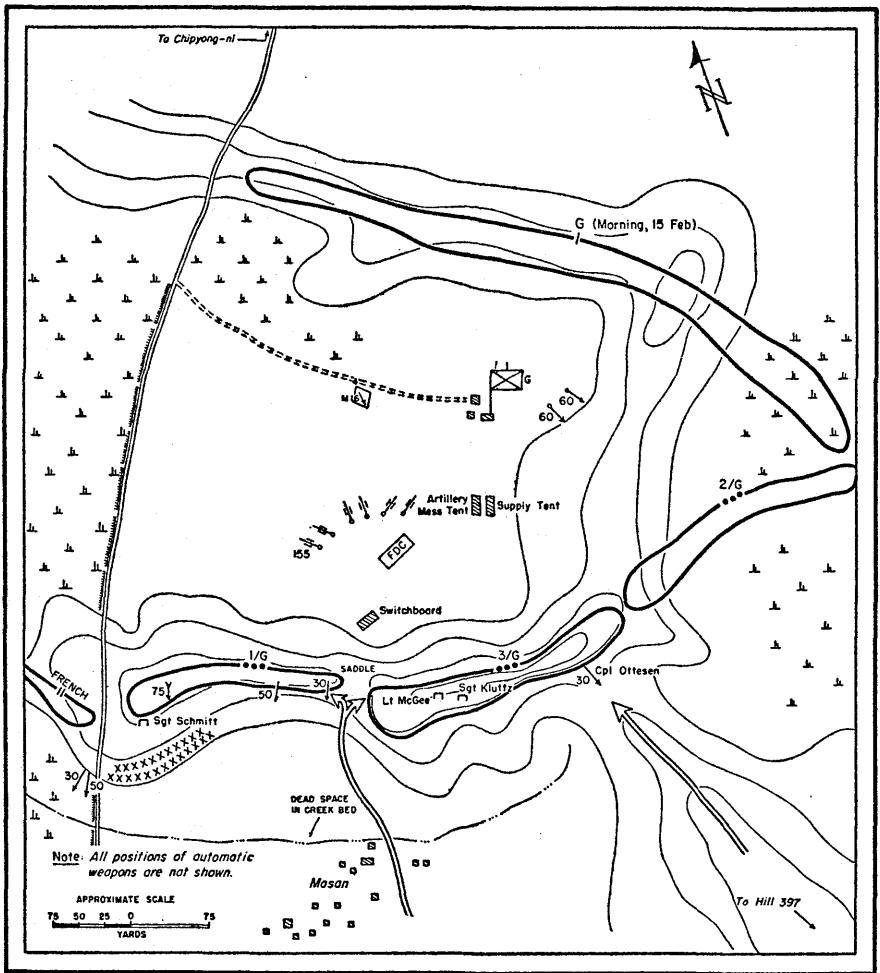 To Chipyong-ni
N
G (Morning, 15 Feb)
G
60
60
2/G
Artillery
Mess Tent
Supply Tent
155
FDC
Switchboard
1/G
SADDLE
3/G
FRENCH
75
50
30
Lt McGee
Sgt Kluttz
30
Cpl Ottesen
Sgt Schmitt
XXXXXXXX
XXXXXXXX
30
50
DEAD SPACE
IN CREEK BED
Note: All positions of automatic
weapons are not shown.
Masan
APPROXIMATE SCALE
75 50 25 0 75
YARDS
To Hill 397